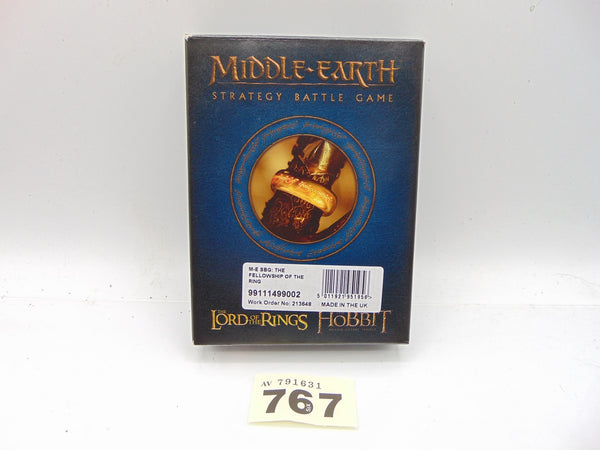 MIDDLE-EARTH
STRATEGY BATTLE GAME
M-E SBG: THE
FELLOWSHIP OF THE
RING
99111499002
Work Order No: 213648
5011921951956
MADE IN THE UK
THE LORD OF THE RINGS
THE HOBBIT
AV 791631
767